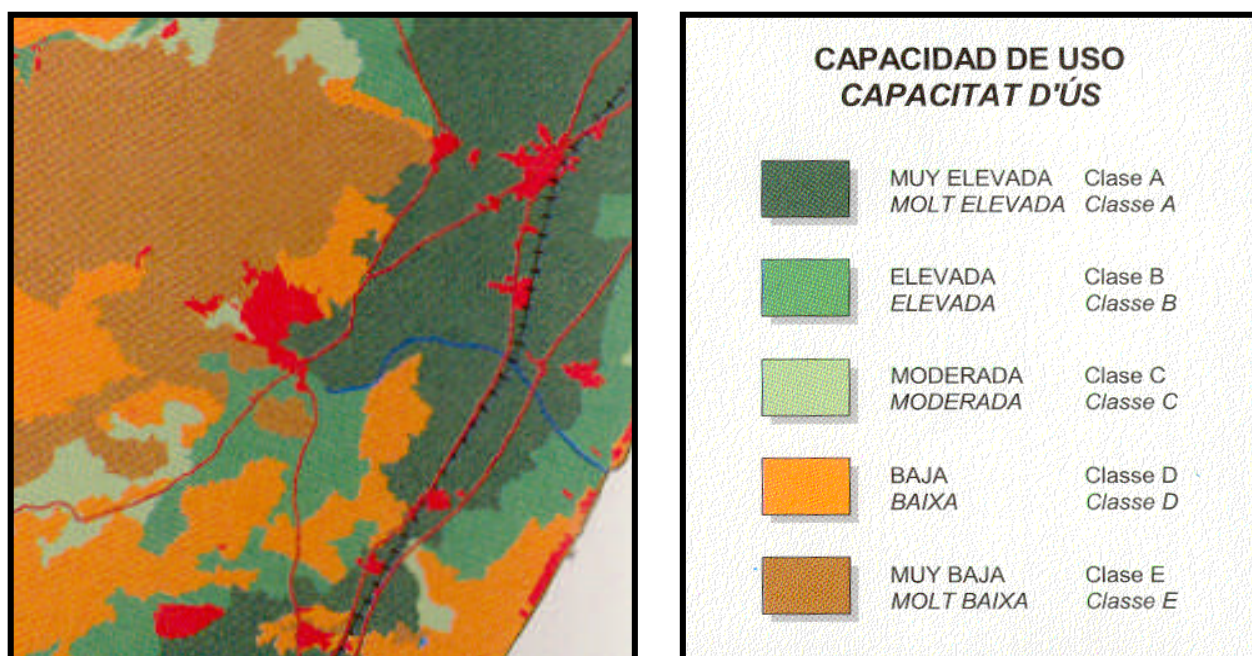 CAPACIDAD DE USO
CAPACITAT D'ÚS
MUY ELEVADA Clase A
MOLT ELEVADA Classe A
ELEVADA Clase B
ELEVADA Classe B
MODERADA Clase C
MODERADA Classe C
BAJA Classe D
BAIXA Classe D
MUY BAJA Clase E
MOLT BAIXA Classe E